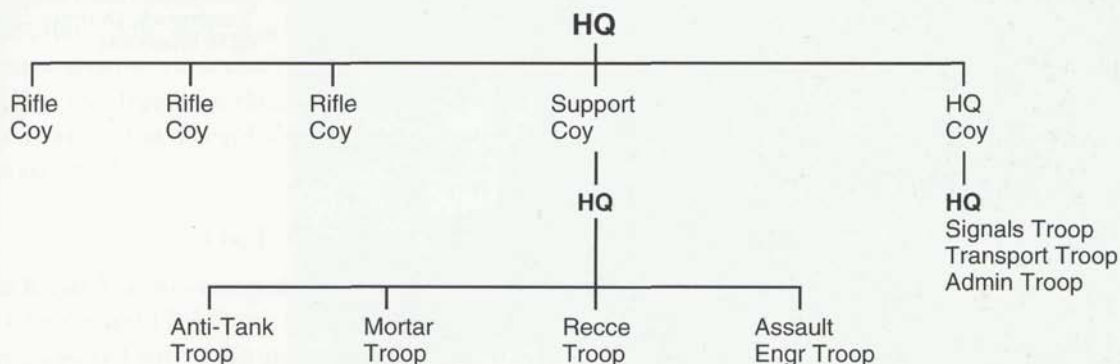 HQ
Rifle
Coy
Rifle
Coy
Rifle
Coy
Support
Coy
HQ
Coy
HQ
HQ
Signals Troop
Transport Troop
Admin Troop
Anti-Tank
Troop
Mortar
Troop
Recce
Troop
Assault
Engr Troop